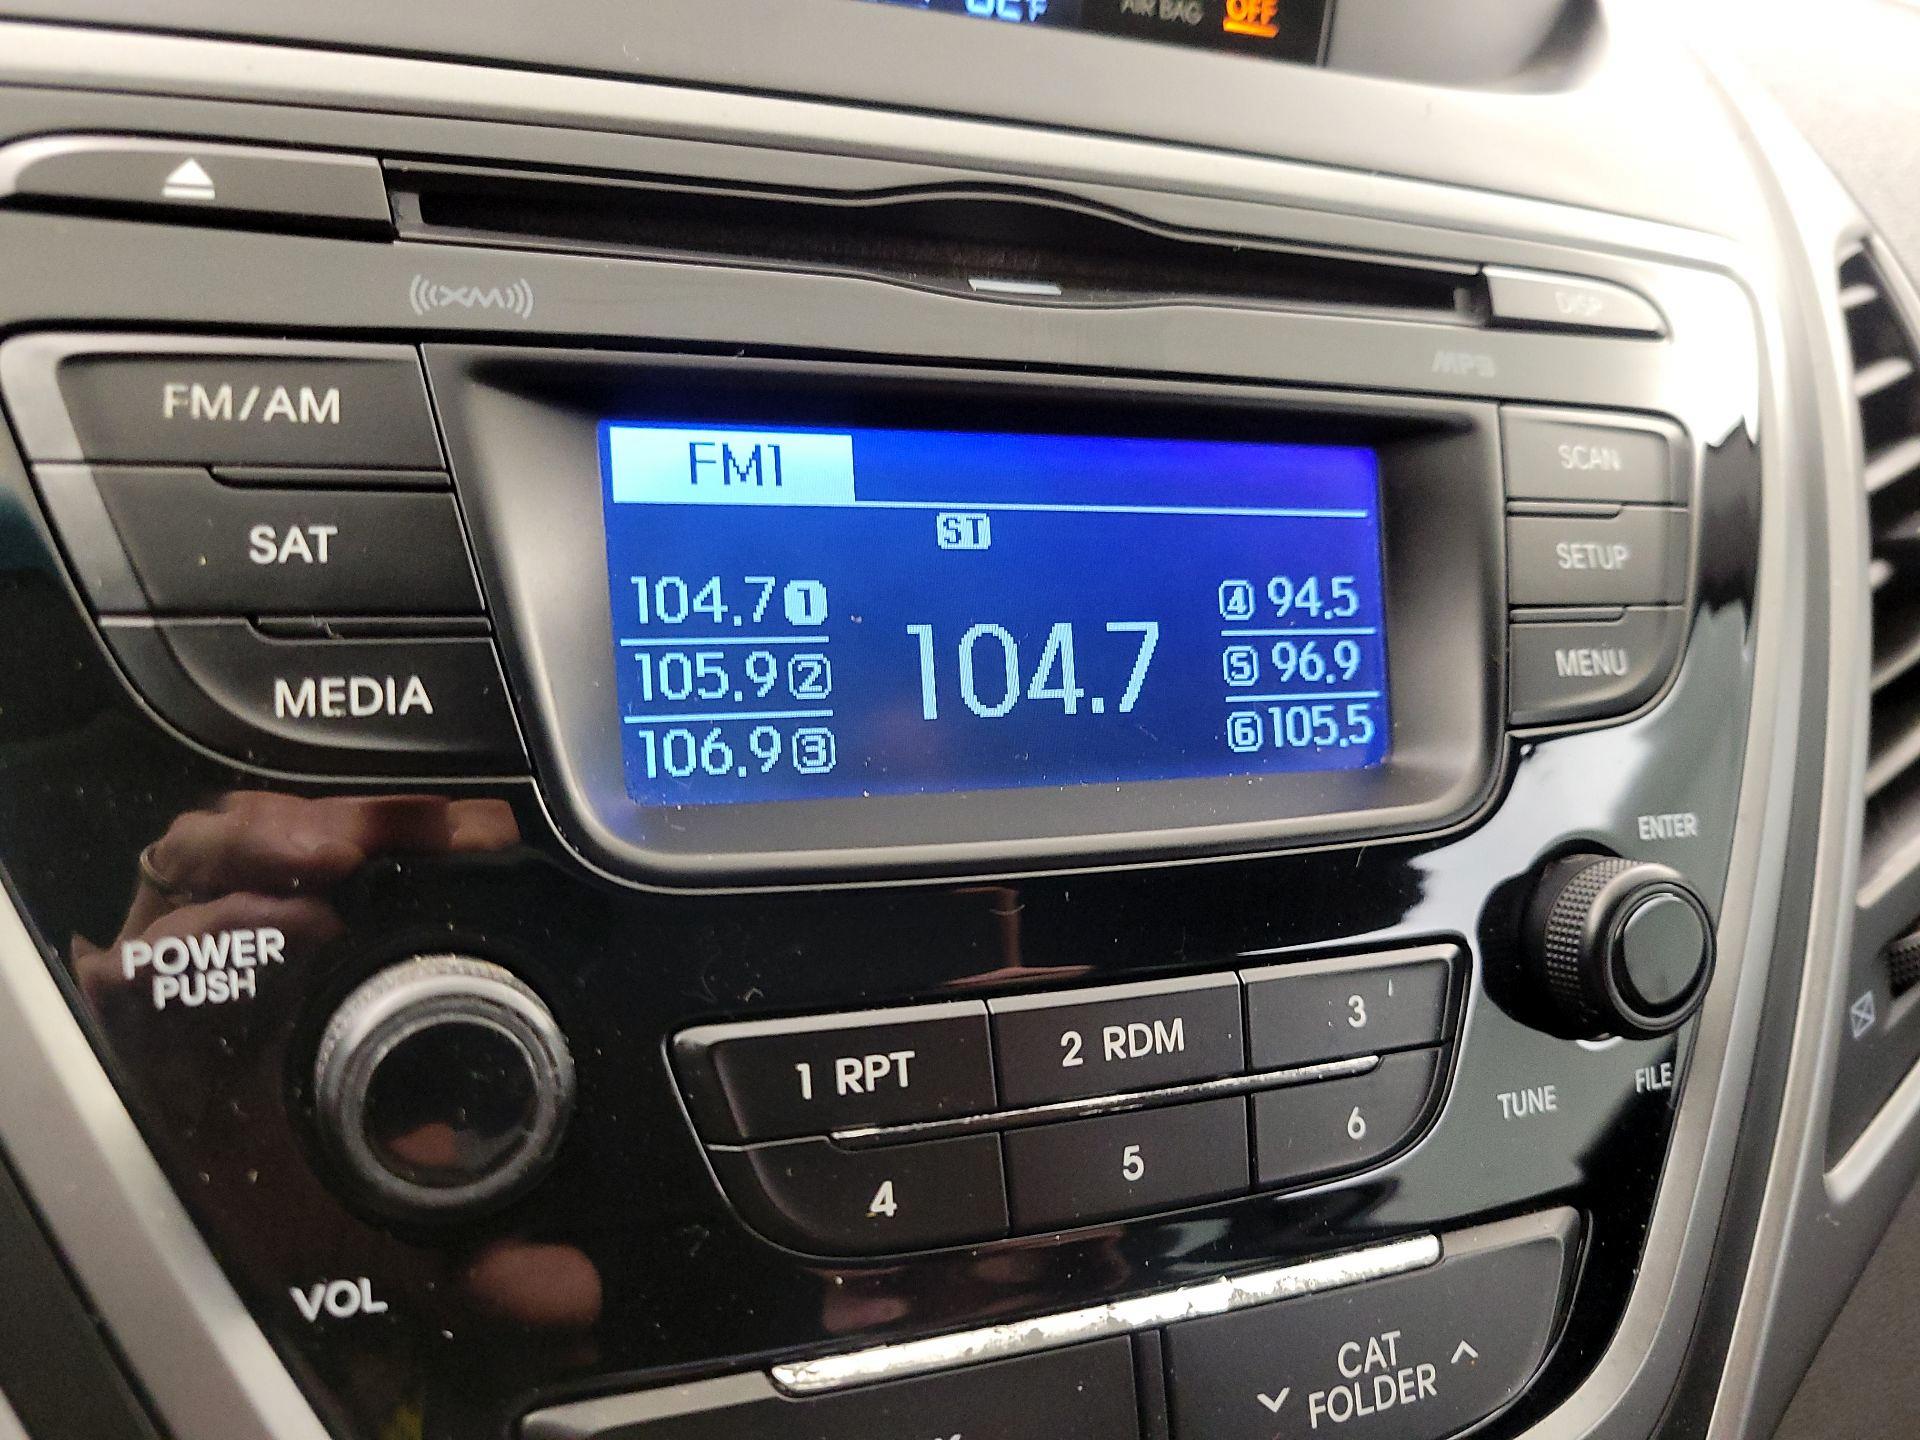 AIR BAG OFF
XM
DISP
MP3
FM/AM
SAT
MEDIA
FM1
ST
104.7 1
105.9 2
106.9 3
104.7
4 94.5
5 96.9
6 105.5
SCAN
SETUP
MENU
POWER
PUSH
VOL
1 RPT
2 RDM
3
4
5
6
ENTER
TUNE
FILE
CAT
FOLDER